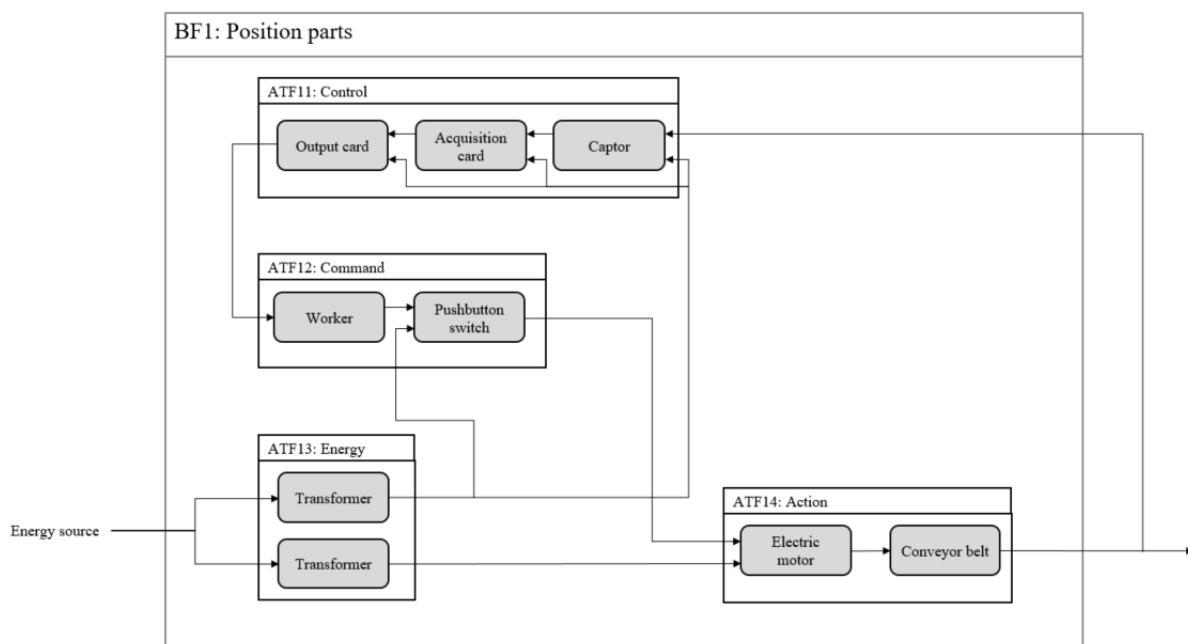 BF1: Position parts
ATF11: Control
Output card
Acquisition
card
Captor
ATF12: Command
Worker
Pushbutton
switch
ATF13: Energy
Transformer
Energy source
Transformer
ATF14: Action
Electric
motor
Conveyor belt